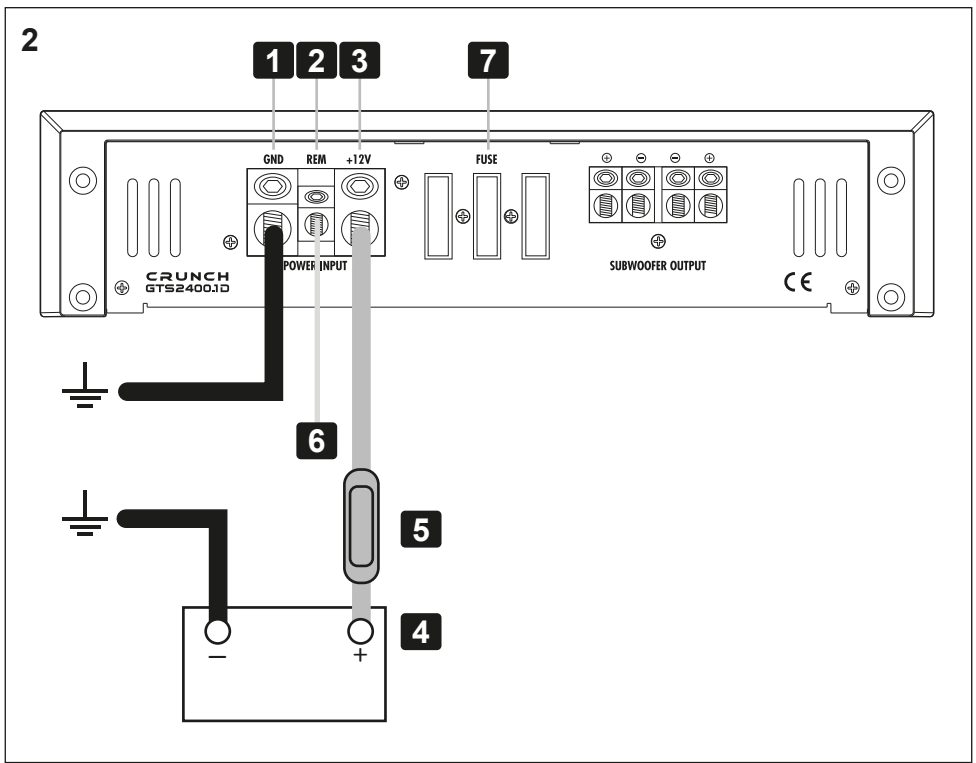 2
1 2 3 7
GND REM +12V FUSE ⊕ ⊖ ⊖ ⊕
POWER INPUT SUBWOOFER OUTPUT
CRUNCH
GTS2400.1D CE
6
5
4
− +